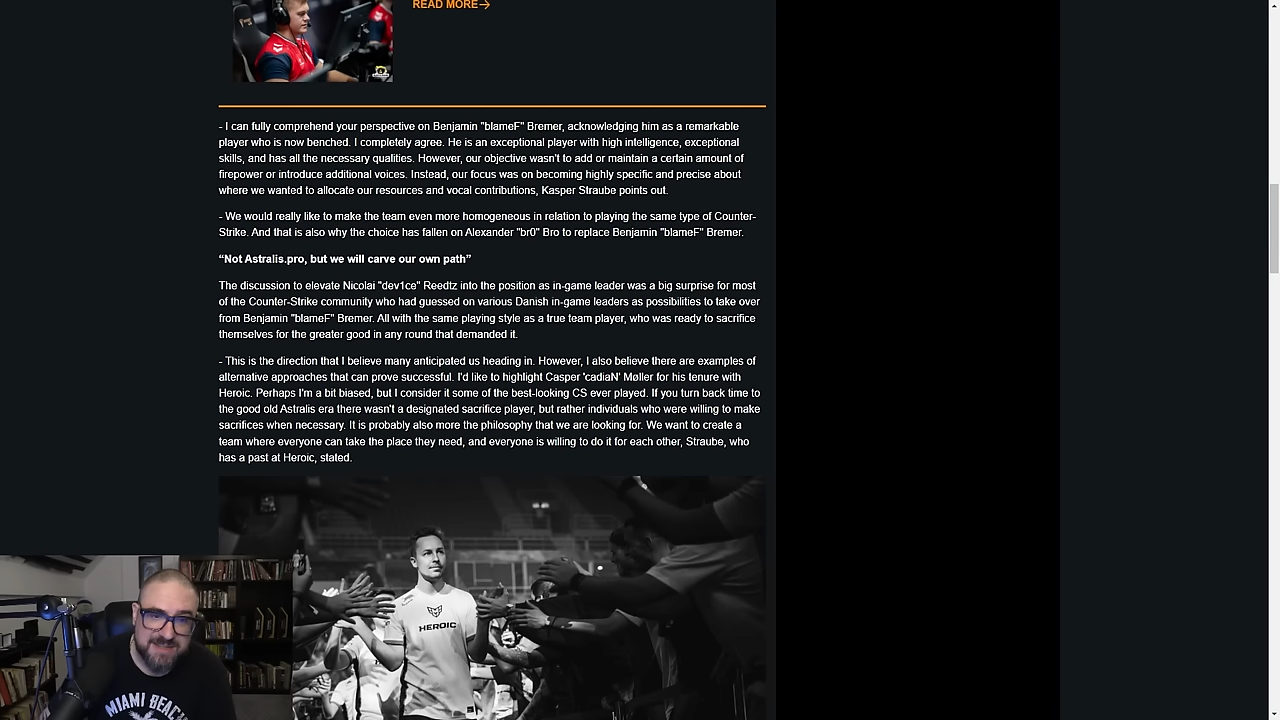 READ MORE→
- I can fully comprehend your perspective on Benjamin "blameF" Bremer, acknowledging him as a remarkable
player who is now benched. I completely agree. He is an exceptional player with high intelligence, exceptional
skills, and has all the necessary qualities. However, our objective wasn't to add or maintain a certain amount of
firepower or introduce additional voices. Instead, our focus was on becoming highly specific and precise about
where we wanted to allocate our resources and vocal contributions, Kasper Straube points out.
- We would really like to make the team even more homogeneous in relation to playing the same type of Counter-
Strike. And that is also why the choice has fallen on Alexander "br0" Bro to replace Benjamin "blameF" Bremer.
“Not Astralis.pro, but we will carve our own path”
The discussion to elevate Nicolai "dev1ce" Reedtz into the position as in-game leader was a big surprise for most
of the Counter-Strike community who had guessed on various Danish in-game leaders as possibilities to take over
from Benjamin "blameF" Bremer. All with the same playing style as a true team player, who was ready to sacrifice
themselves for the greater good in any round that demanded it.
- This is the direction that I believe many anticipated us heading in. However, I also believe there are examples of
alternative approaches that can prove successful. I'd like to highlight Casper 'cadiaN' Møller for his tenure with
Heroic. Perhaps I'm a bit biased, but I consider it some of the best-looking CS ever played. If you turn back time to
the good old Astralis era there wasn't a designated sacrifice player, but rather individuals who were willing to make
sacrifices when necessary. It is probably also more the philosophy that we are looking for. We want to create a
team where everyone can take the place they need, and everyone is willing to do it for each other, Straube, who
has a past at Heroic, stated.
HEROIC
MIAMI BEACH